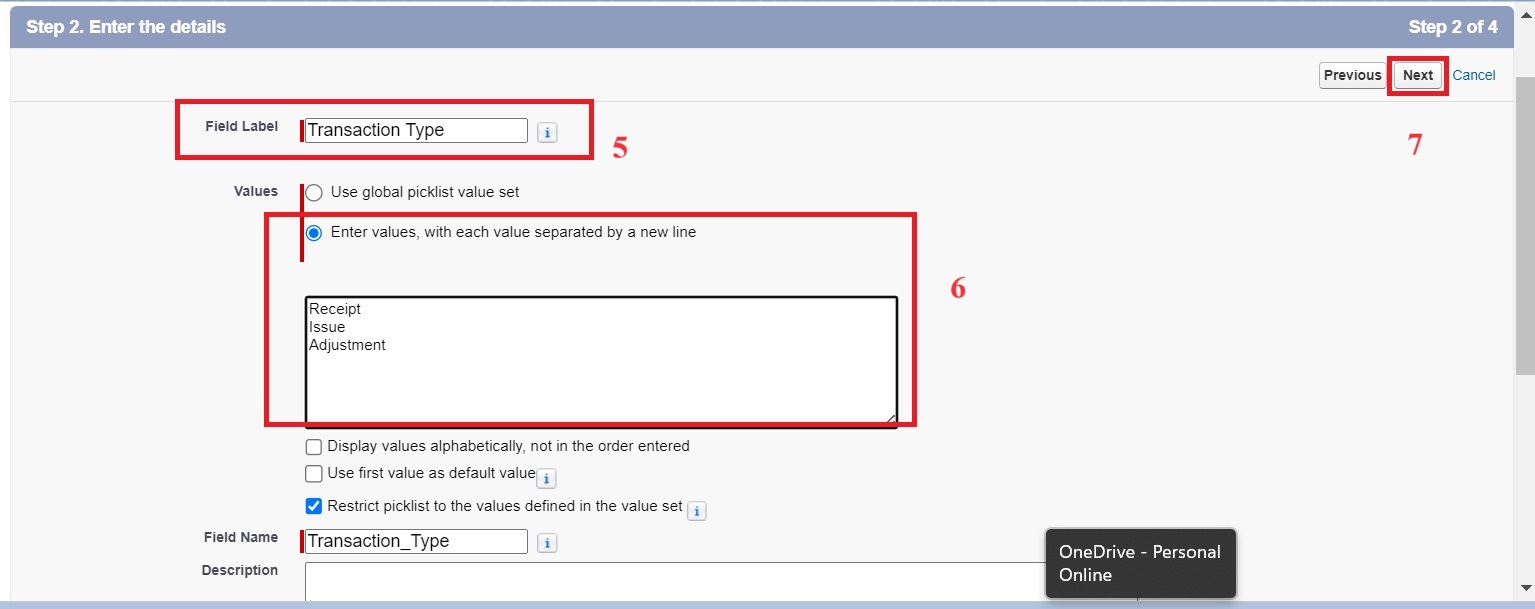 Step 2. Enter the details Step 2 of 4
Previous Next Cancel
Field Label Transaction Type i 5 7
Values Use global picklist value set
Enter values, with each value separated by a new line
6
Receipt
Issue
Adjustment
Display values alphabetically, not in the order entered
Use first value as default value i
Restrict picklist to the values defined in the value set i
Field Name Transaction_Type i
Description
OneDrive - Personal
Online